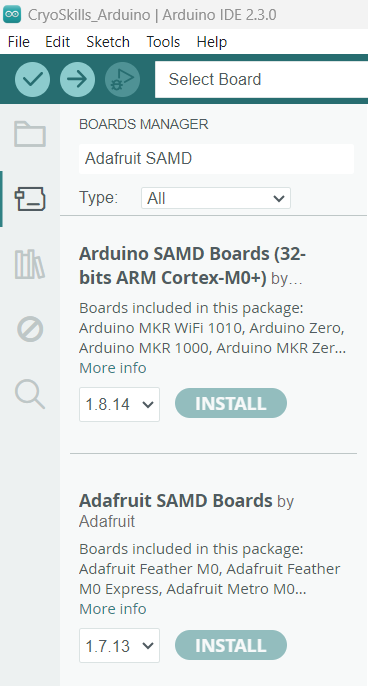 CryoSkills_Arduino | Arduino IDE 2.3.0
File Edit Sketch Tools Help
Select Board
BOARDS MANAGER
Adafruit SAMD
Type: All
Arduino SAMD Boards (32-
bits ARM Cortex-M0+) by...
Boards included in this package:
Arduino MKR WiFi 1010, Arduino Zero,
Arduino MKR 1000, Arduino MKR Zer...
More info
1.8.14 INSTALL
Adafruit SAMD Boards by
Adafruit
Boards included in this package:
Adafruit Feather M0, Adafruit Feather
M0 Express, Adafruit Metro M0...
More info
1.7.13 INSTALL